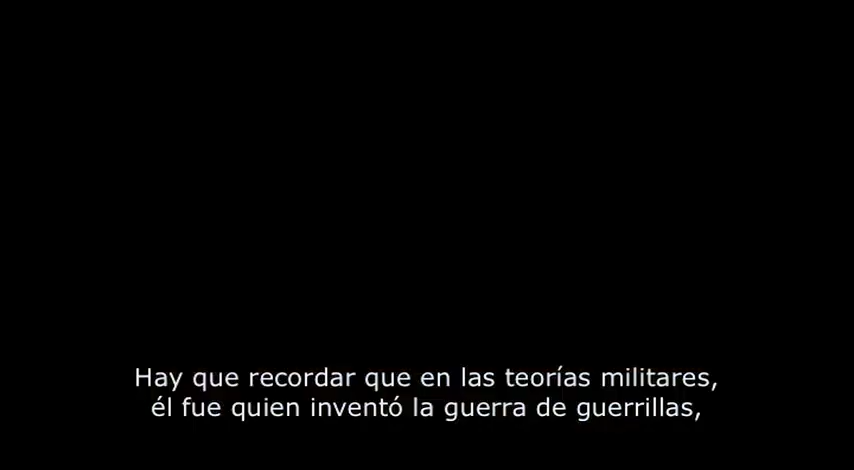 Hay que recordar que en las teorías militares,
él fue quien inventó la guerra de guerrillas,